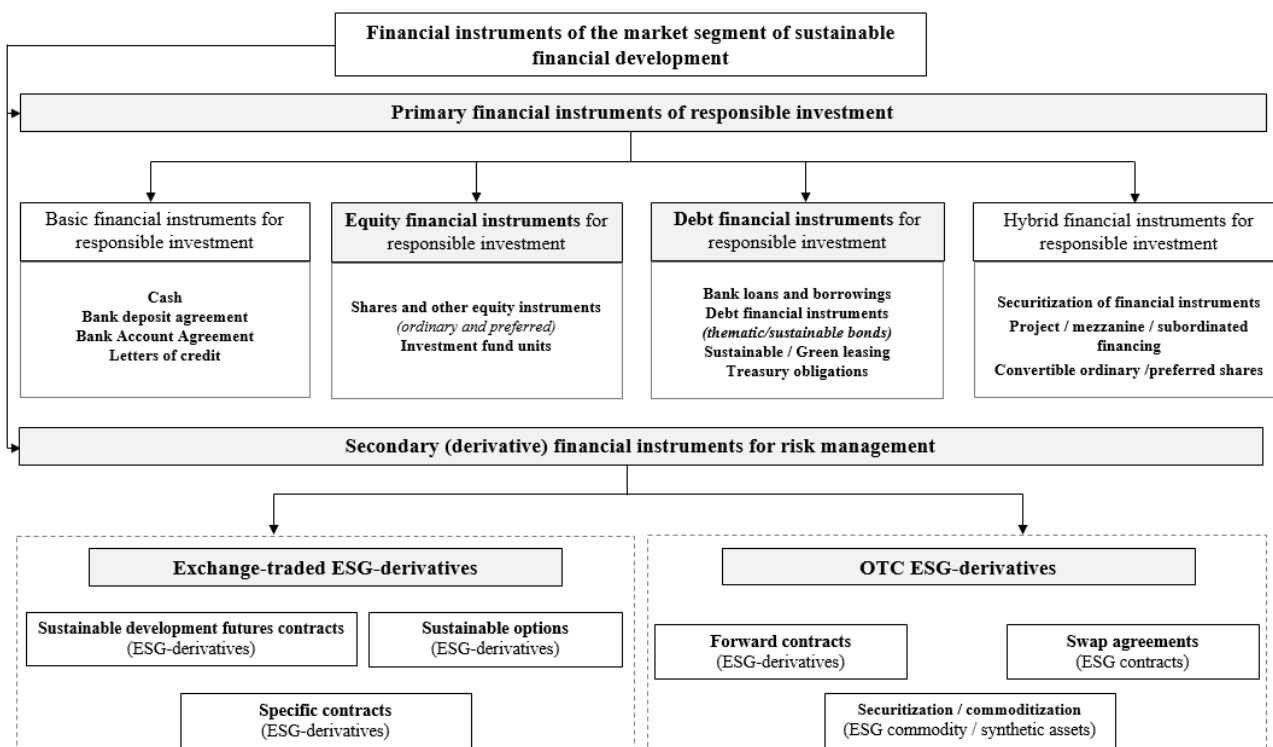 Financial instruments of the market segment of sustainable
financial development
Primary financial instruments of responsible investment
Basic financial instruments for
responsible investment
Cash
Bank deposit agreement
Bank Account Agreement
Letters of credit
Equity financial instruments for
responsible investment
Shares and other equity instruments
(ordinary and preferred)
Investment fund units
Debt financial instruments for
responsible investment
Bank loans and borrowings
Debt financial instruments
(thematic/sustainable bonds)
Sustainable / Green leasing
Treasury obligations
Hybrid financial instruments for
responsible investment
Securitization of financial instruments
Project / mezzanine / subordinated
financing
Convertible ordinary /preferred shares
Secondary (derivative) financial instruments for risk management
Exchange-traded ESG-derivatives
Sustainable development futures contracts
(ESG-derivatives)
Sustainable options
(ESG-derivatives)
Specific contracts
(ESG-derivatives)
OTC ESG-derivatives
Forward contracts
(ESG-derivatives)
Swap agreements
(ESG contracts)
Securitization / commoditization
(ESG commodity / synthetic assets)